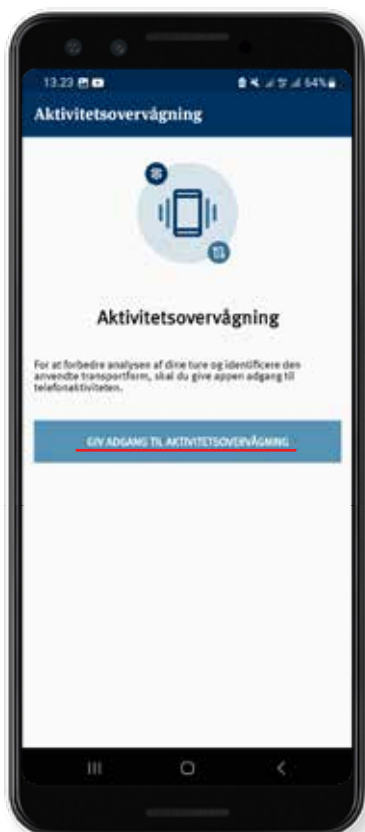 13.23 64%
Aktivitetsovervågning
Aktivitetsovervågning
For at forbedre analysen af dine ture og identificere den
anvendte transportform, skal du give appen adgang til
telefonaktiviteten.
GIV ADGANG TIL AKTIVITETSOVERVÅGNING